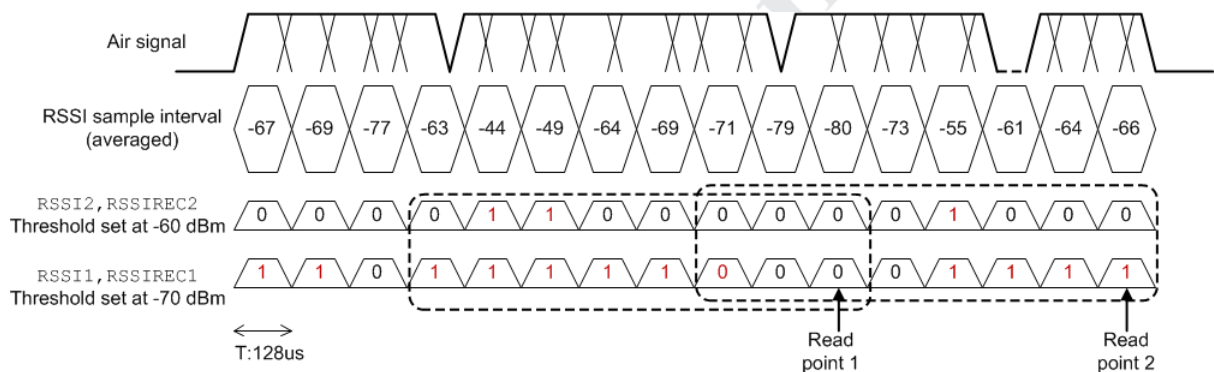 Air signal
RSSI sample interval
(averaged)
-67 -69 -77 -63 -44 -49 -64 -69 -71 -79 -80 -73 -55 -61 -64 -66
RSSI2,RSSIREC2
Threshold set at -60 dBm
0 0 0 0 1 1 0 0 0 0 0 0 1 0 0 0
RSSI1,RSSIREC1
Threshold set at -70 dBm
1 1 0 1 1 1 1 1 0 0 0 0 1 1 1 1
T:128us
Read
point 1
Read
point 2